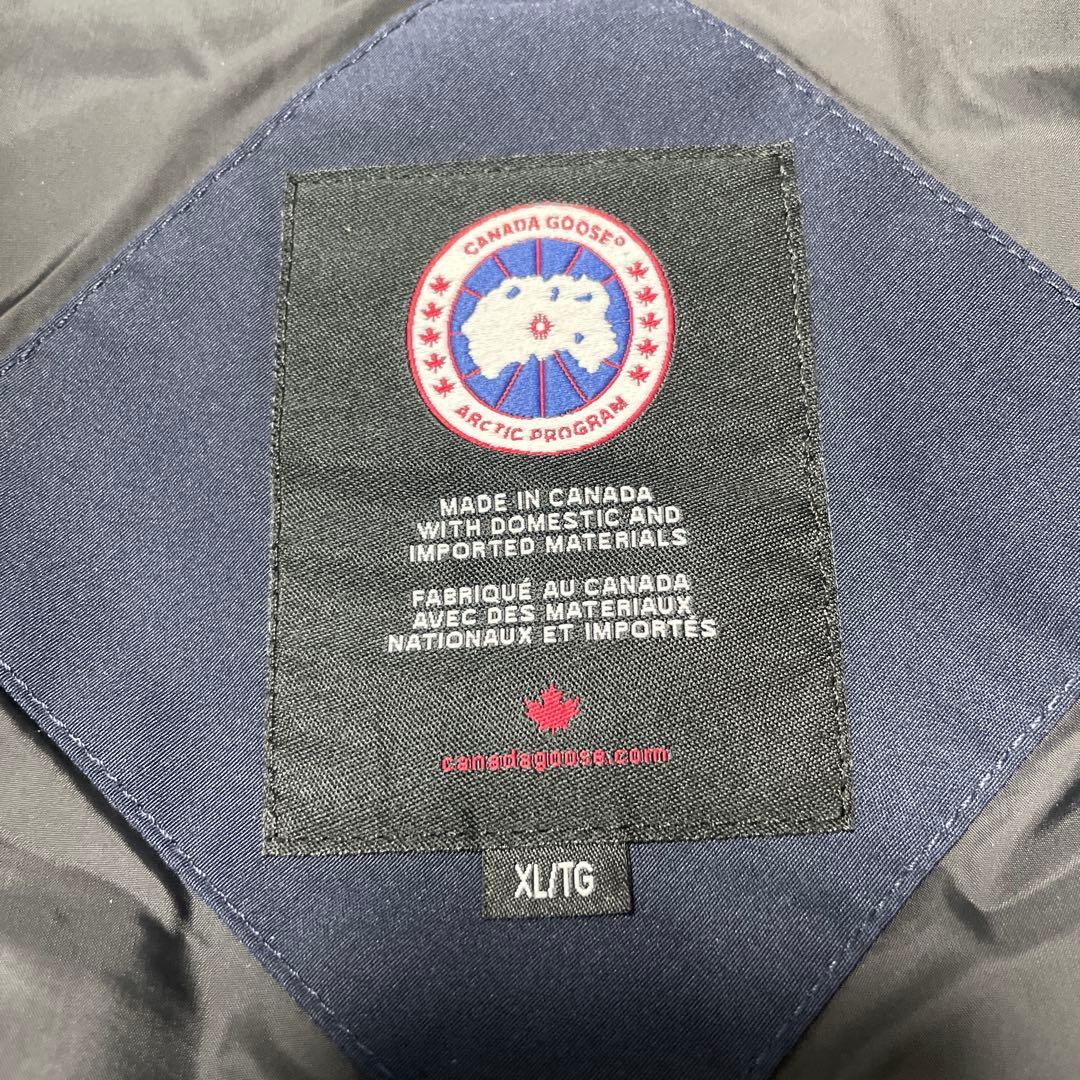 CANADA GOOSE®
ARCTIC PROGRAM
MADE IN CANADA
WITH DOMESTIC AND
IMPORTED MATERIALS
FABRIQUÉ AU CANADA
AVEC DES MATERIAUX
NATIONAUX ET IMPORTÉS
canadagoose.com
XL/TG